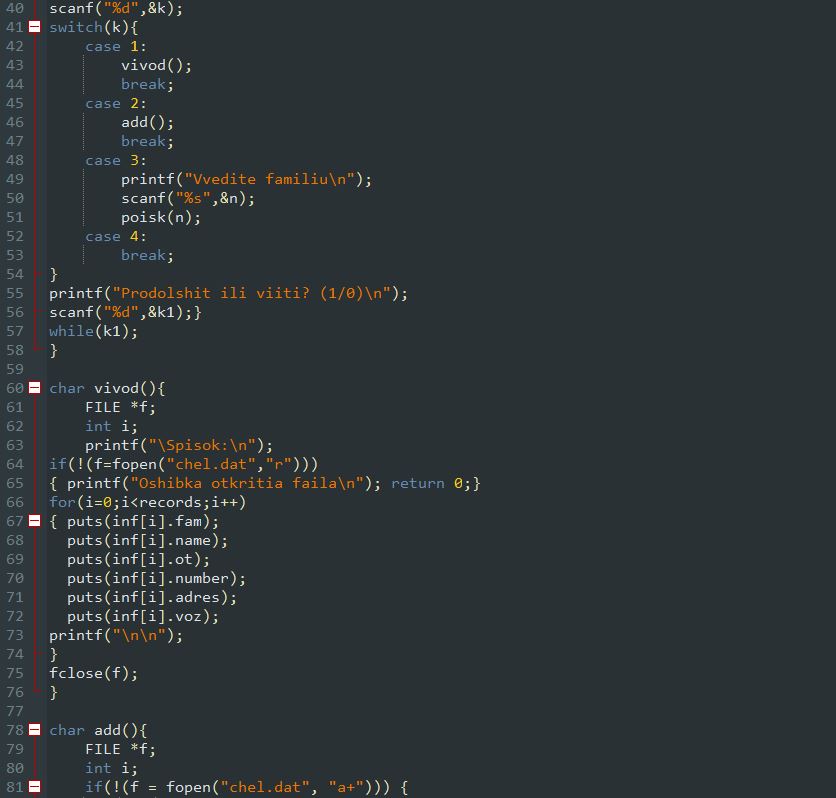 40 scanf("%d",&k);
41 switch(k){
42 case 1:
43 vivod();
44 break;
45 case 2:
46 add();
47 break;
48 case 3:
49 printf("Vvedite familiu\n");
50 scanf("%s",&n);
51 poisk(n);
52 case 4:
53 break;
54 }
55 printf("Prodolshit ili viiti? (1/0)\n");
56 scanf("%d",&k1);}
57 while(k1);
58 }
59
60 char vivod(){
61 FILE *f;
62 int i;
63 printf("\Spisok:\n");
64 if(!(f=fopen("chel.dat","r")))
65 { printf("Oshibka otkritia faila\n"); return 0;}
66 for(i=0;i<records;i++)
67 { puts(inf[i].fam);
68 puts(inf[i].name);
69 puts(inf[i].ot);
70 puts(inf[i].number);
71 puts(inf[i].adres);
72 puts(inf[i].voz);
73 printf("\n\n");
74 }
75 fclose(f);
76 }
77
78 char add(){
79 FILE *f;
80 int i;
81 if(!(f = fopen("chel.dat", "a+"))) {